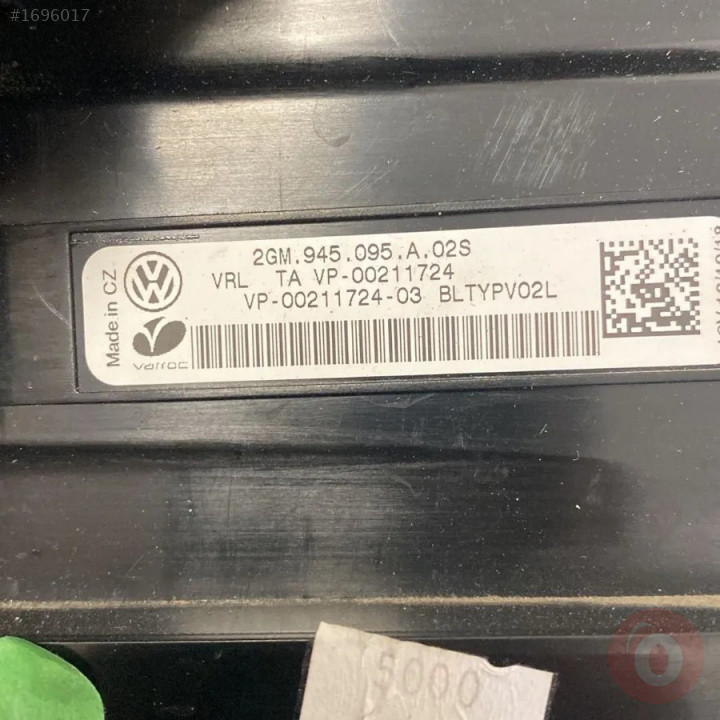 #1696017
2GM.945.095.A.02S
VRL TA VP-00211724
VP-00211724-03 BLTYPV02L
Made in CZ
varroc
5000